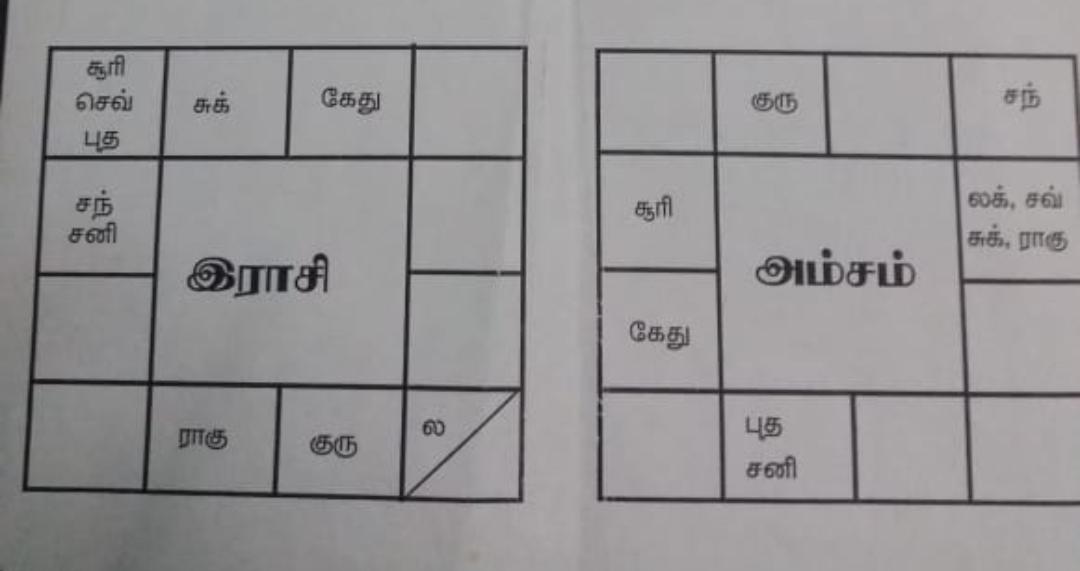 சூரி
செவ்
புத
சுக்
கேது
சந்
சனி
இராசி
ராகு
குரு
ல
குரு
சந்
சூரி
லக், சவ்
சுக், ராகு
அம்சம்
கேது
புத
சனி